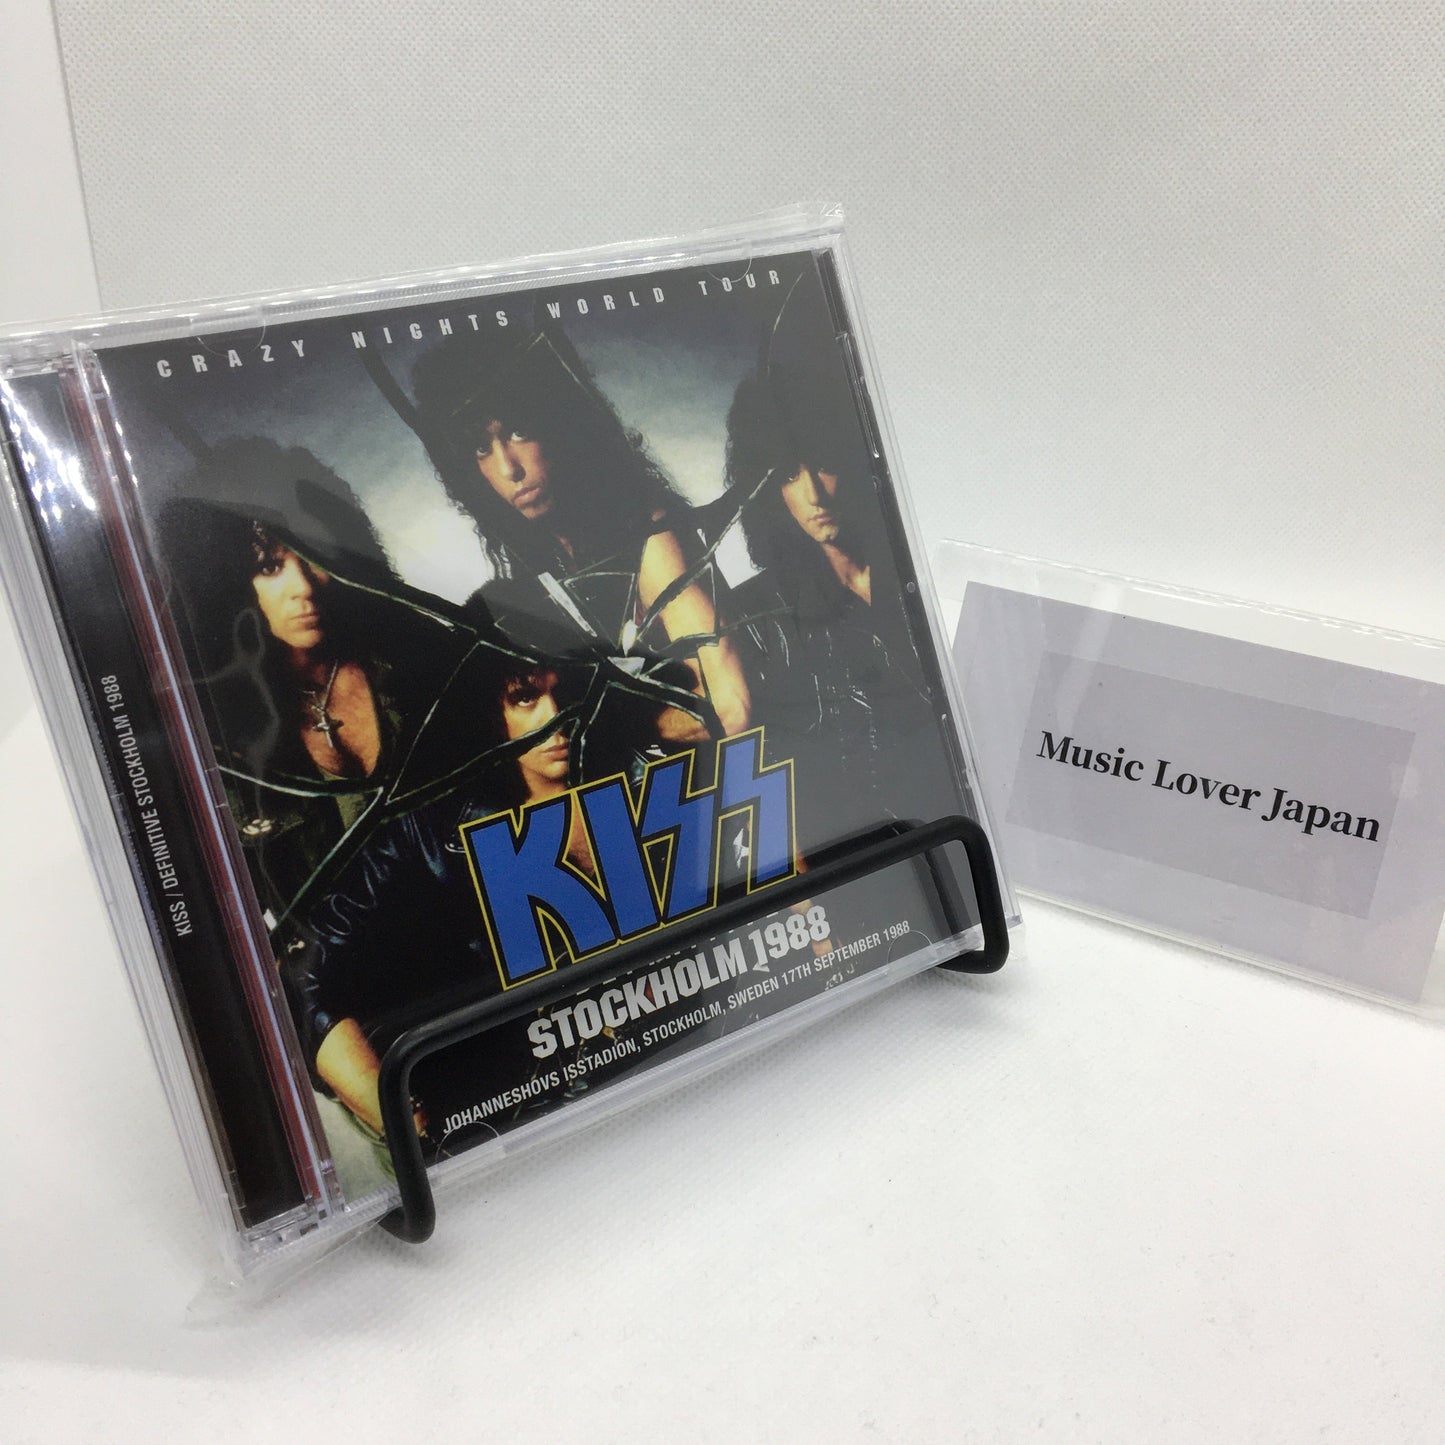 CRAZY NIGHTS WORLD TOUR
KISS / DEFINITIVE STOCKHOLM 1988
KISS
STOCKHOLM 1988
JOHANNESHOVS ISSTADION, STOCKHOLM, SWEDEN 17TH SEPTEMBER 1988
Music Lover Japan